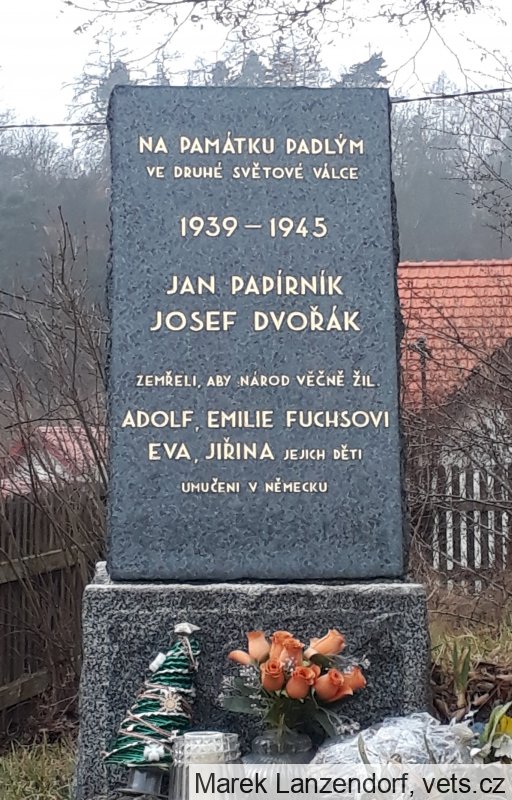 NA PAMÁTKU PADLÝM
VE DRUHÉ SVĚTOVÉ VÁLCE
1939 – 1945
JAN PAPÍRNÍK
JOSEF DVOŘÁK
ZEMŘELI, ABY NÁROD VĚČNĚ ŽIL.
ADOLF, EMILIE FUCHSOVI
EVA, JIŘINA JEJICH DĚTI
UMUČENI V NĚMECKU
Marek Lanzendorf, vets.cz